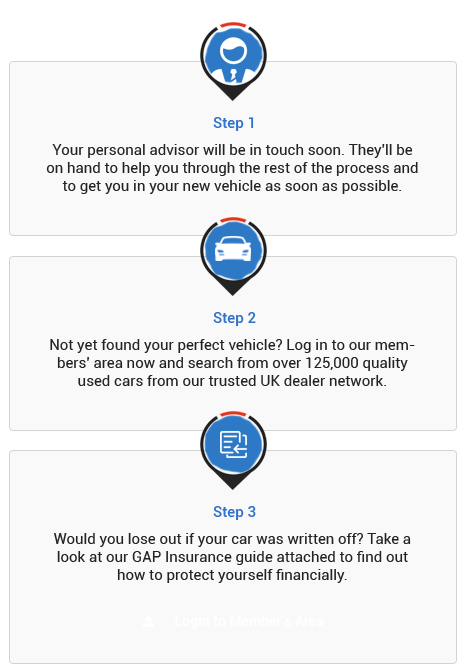 Step 1
Your personal advisor will be in touch soon. They'll be
on hand to help you through the rest of the process and
to get you in your new vehicle as soon as possible.
Step 2
Not yet found your perfect vehicle? Log in to our mem-
bers' area now and search from over 125,000 quality
used cars from our trusted UK dealer network.
Step 3
Would you lose out if your car was written off? Take a
look at our GAP Insurance guide attached to find out
how to protect yourself financially.
Login to Member's Area